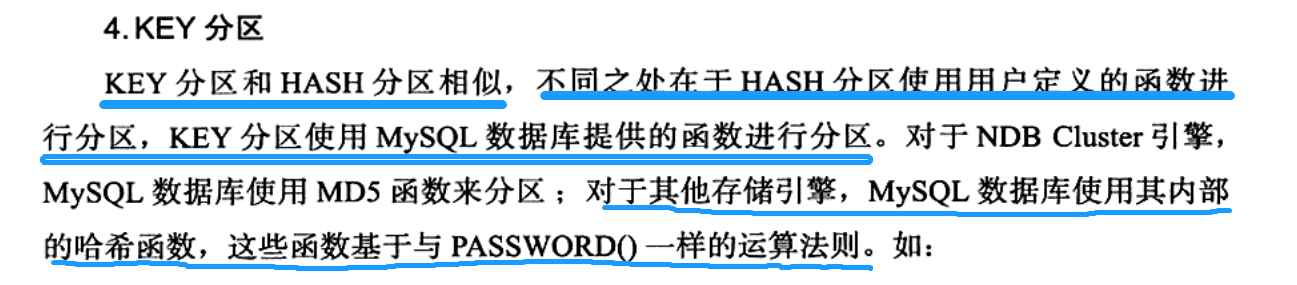 4. KEY 分区
KEY 分区和 HASH 分区相似，不同之处在于 HASH 分区使用用户定义的函数进
行分区，KEY 分区使用 MySQL 数据库提供的函数进行分区。对于 NDB Cluster 引擎，
MySQL 数据库使用 MD5 函数来分区；对于其他存储引擎，MySQL 数据库使用其内部
的哈希函数，这些函数基于与 PASSWORD() 一样的运算法则。如：